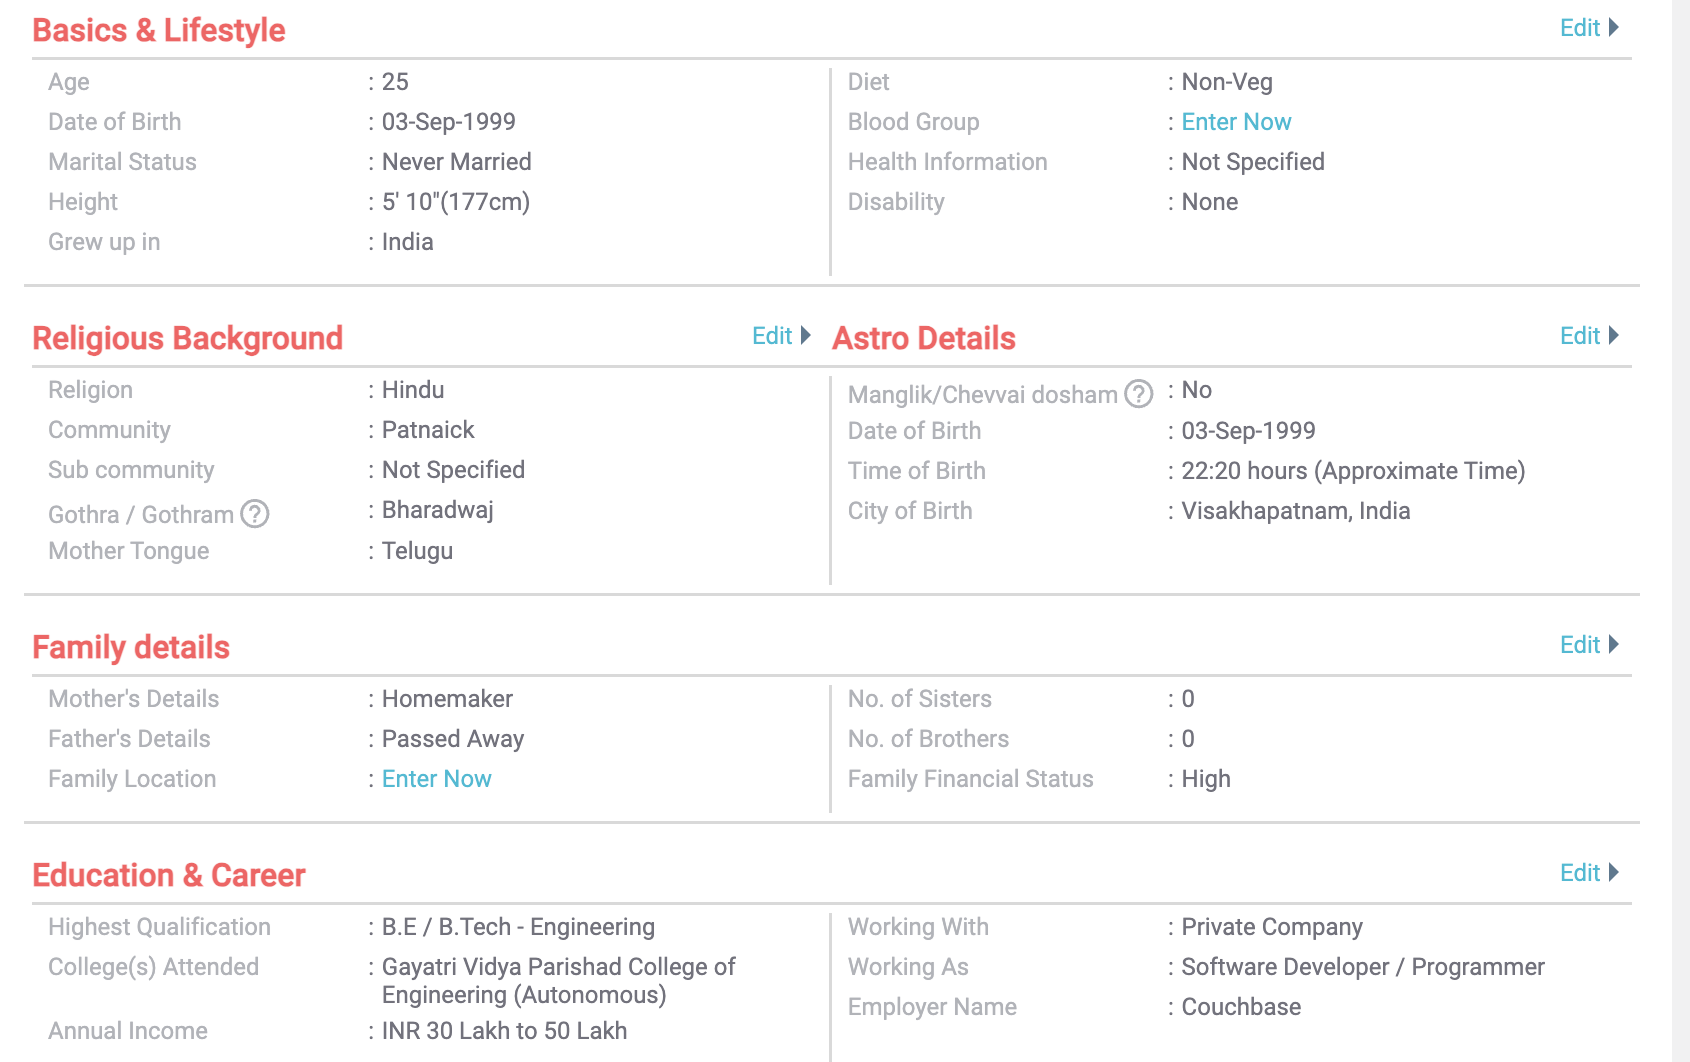 Basics & Lifestyle
Edit
Age : 25
Date of Birth : 03-Sep-1999
Marital Status : Never Married
Height : 5' 10"(177cm)
Grew up in : India
Diet : Non-Veg
Blood Group : Enter Now
Health Information : Not Specified
Disability : None
Religious Background
Edit
Religion : Hindu
Community : Patnaick
Sub community : Not Specified
Gothra / Gothram ? : Bharadwaj
Mother Tongue : Telugu
Astro Details
Edit
Manglik/Chevvai dosham ? : No
Date of Birth : 03-Sep-1999
Time of Birth : 22:20 hours (Approximate Time)
City of Birth : Visakhapatnam, India
Family details
Edit
Mother's Details : Homemaker
Father's Details : Passed Away
Family Location : Enter Now
No. of Sisters : 0
No. of Brothers : 0
Family Financial Status : High
Education & Career
Edit
Highest Qualification : B.E / B.Tech - Engineering
College(s) Attended : Gayatri Vidya Parishad College of
Engineering (Autonomous)
Annual Income : INR 30 Lakh to 50 Lakh
Working With : Private Company
Working As : Software Developer / Programmer
Employer Name : Couchbase